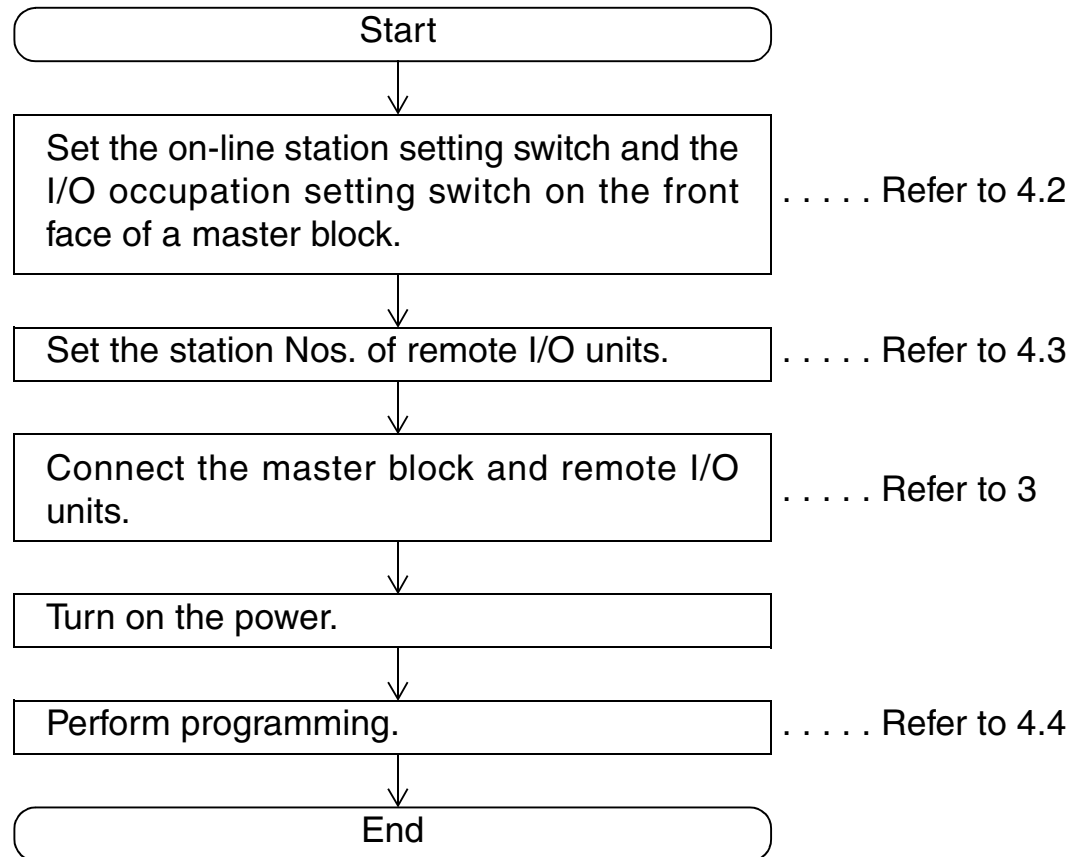 Start
Set the on-line station setting switch and the
I/O occupation setting switch on the front
face of a master block.
. . . . . Refer to 4.2
Set the station Nos. of remote I/O units.
. . . . . Refer to 4.3
Connect the master block and remote I/O
units.
. . . . . Refer to 3
Turn on the power.
Perform programming.
. . . . . Refer to 4.4
End